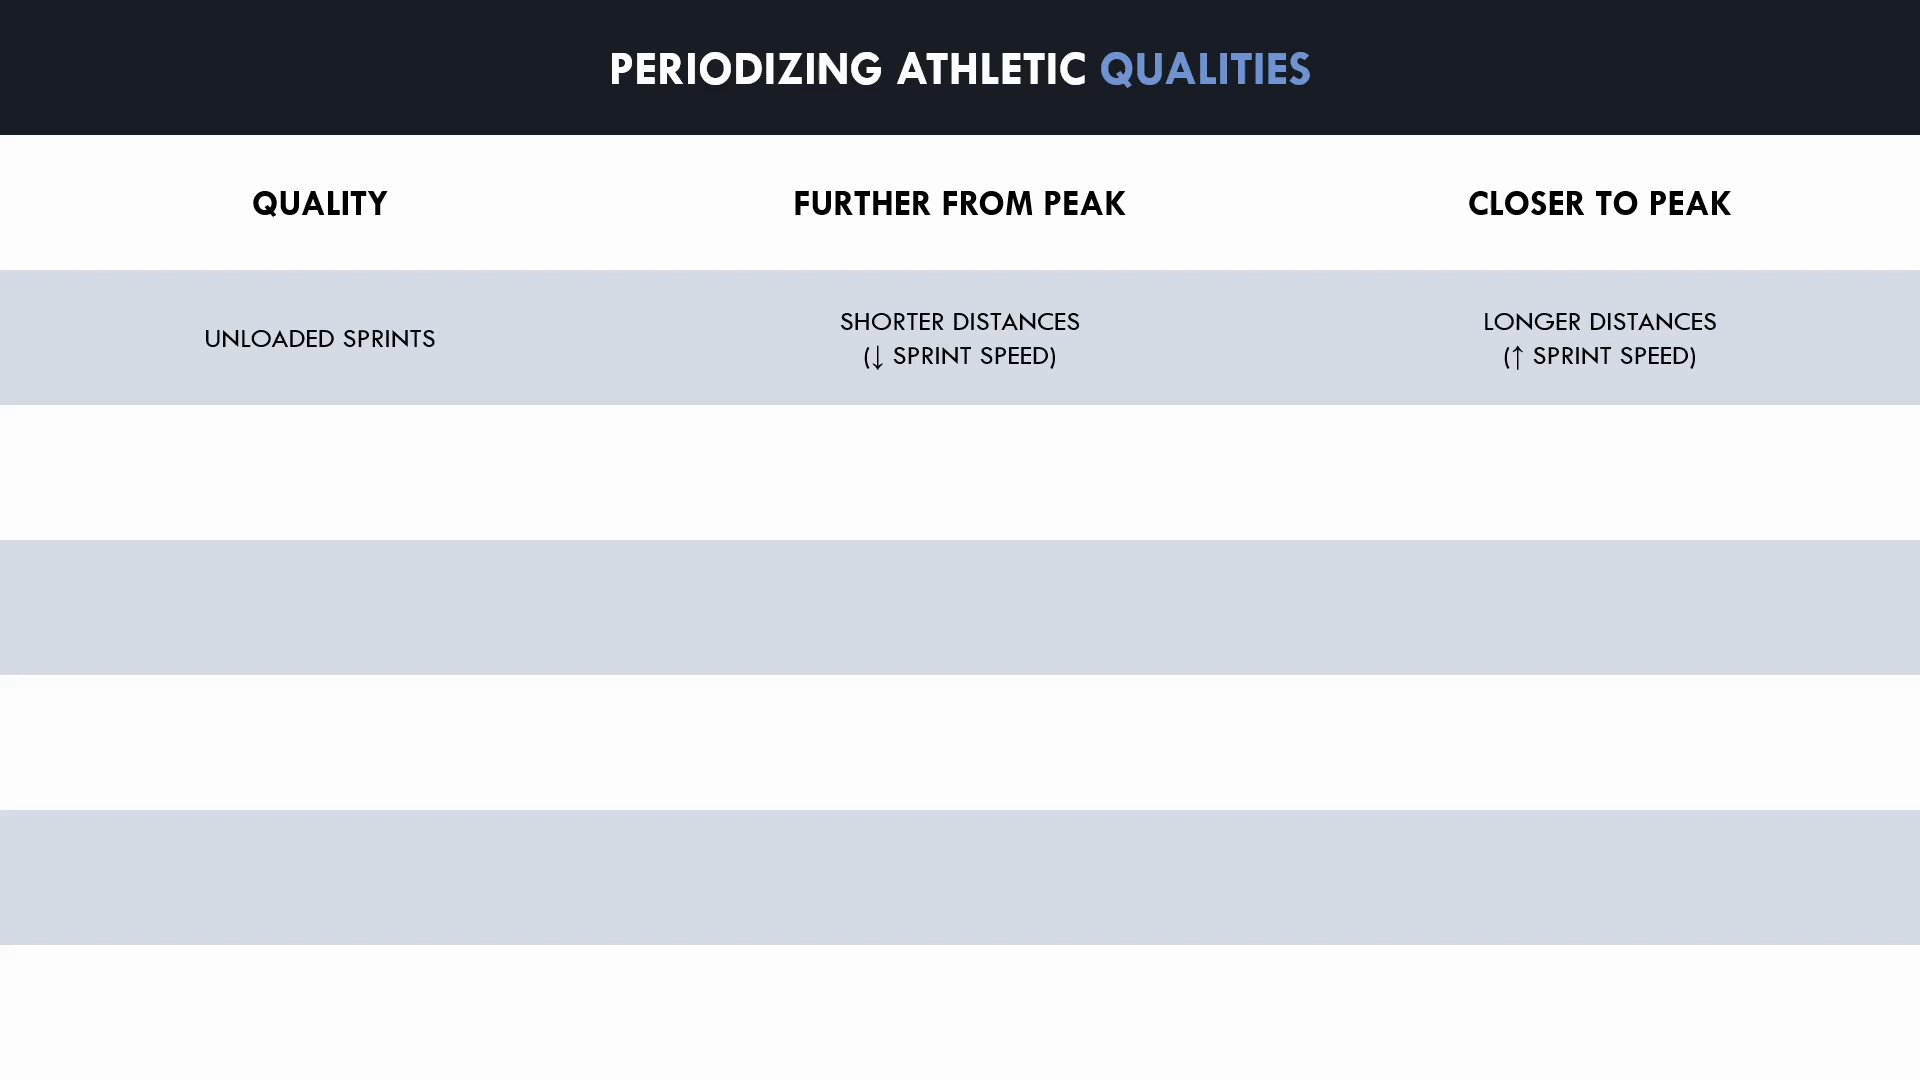 PERIODIZING ATHLETIC QUALITIES
QUALITY
FURTHER FROM PEAK
CLOSER TO PEAK
UNLOADED SPRINTS
SHORTER DISTANCES
(↓ SPRINT SPEED)
LONGER DISTANCES
(↑ SPRINT SPEED)